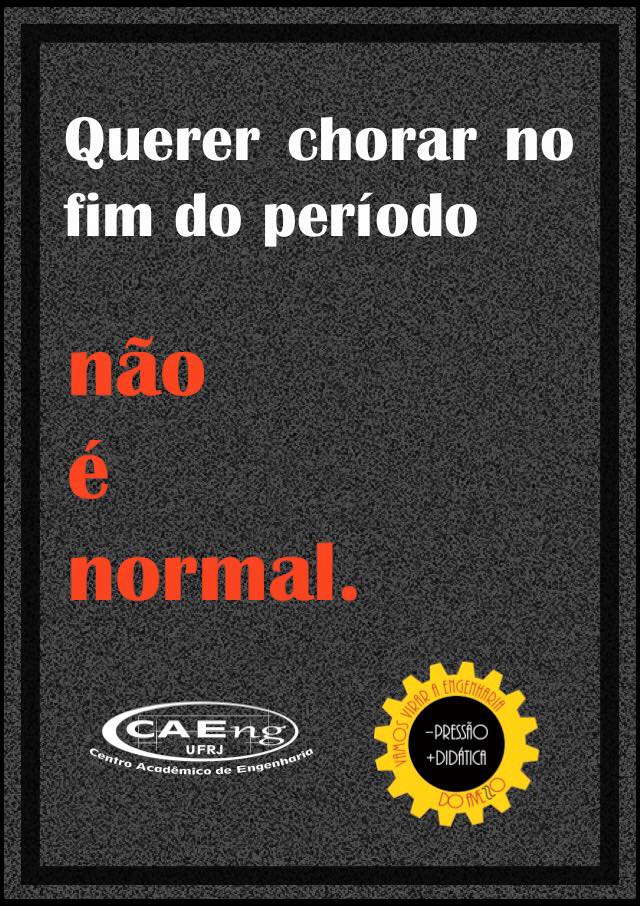 Querer chorar no
fim do período
não
é
normal.
CAEng
UFRJ
Centro Acadêmico de Engenharia
VAMOS VIRAR A ENGENHARIA
-PRESSÃO
+DIDÁTICA
DO AVESSO